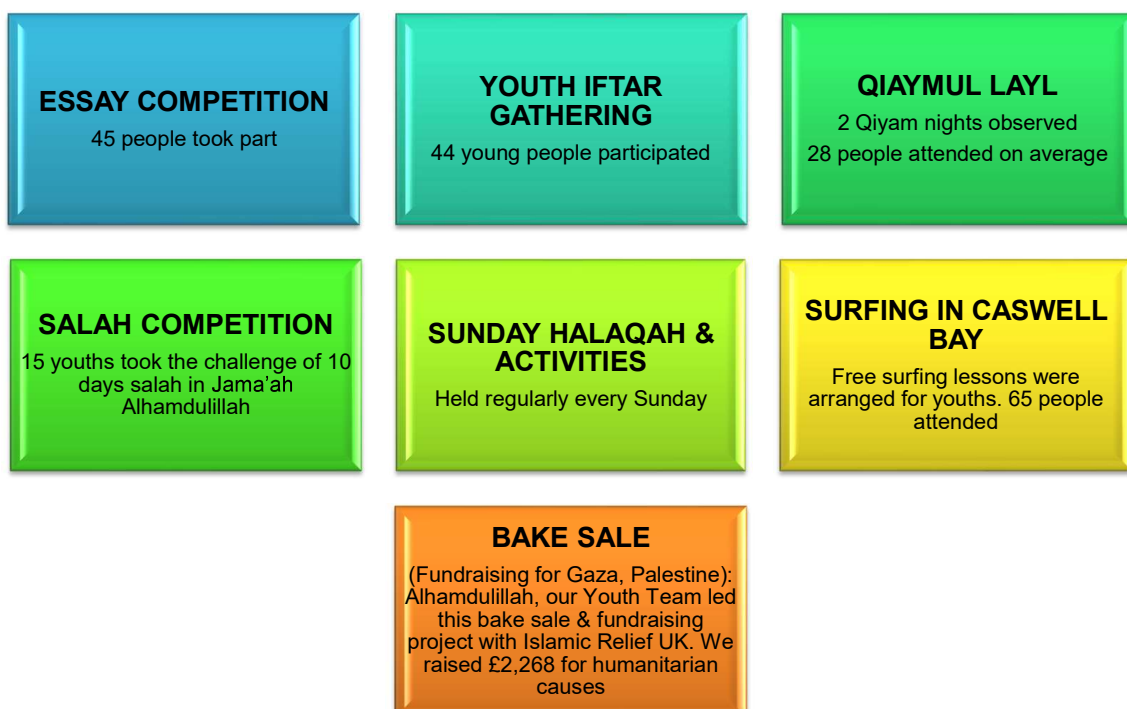 ESSAY COMPETITION
45 people took part
YOUTH IFTAR
GATHERING
44 young people participated
QIAYMUL LAYL
2 Qiyam nights observed
28 people attended on average
SALAH COMPETITION
15 youths took the challenge of 10
days salah in Jama’ah
Alhamdulillah
SUNDAY HALAQAH &
ACTIVITIES
Held regularly every Sunday
SURFING IN CASWELL
BAY
Free surfing lessons were
arranged for youths. 65 people
attended
BAKE SALE
(Fundraising for Gaza, Palestine):
Alhamdulillah, our Youth Team led
this bake sale & fundraising
project with Islamic Relief UK. We
raised £2,268 for humanitarian
causes